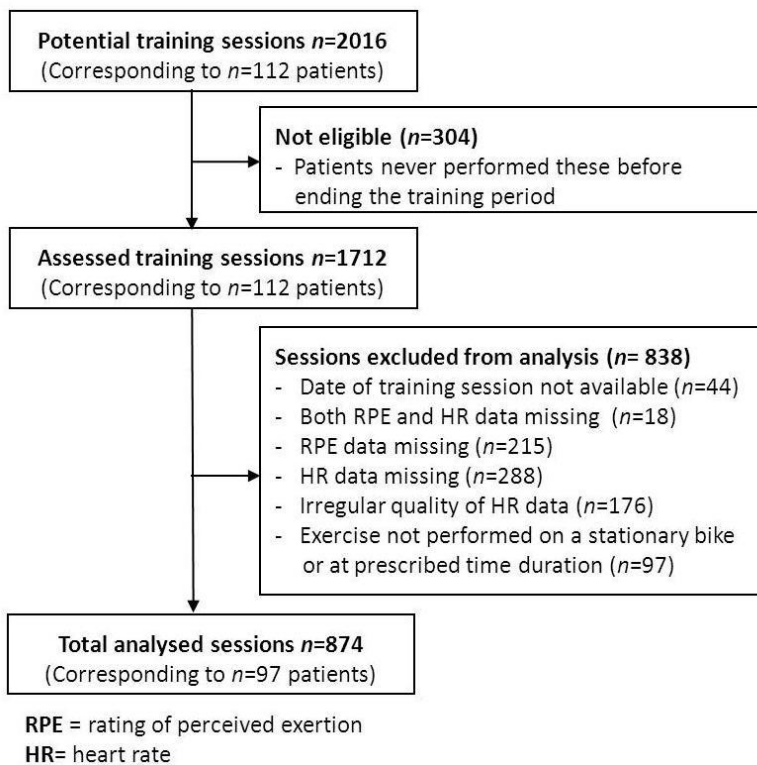 Potential training sessions n=2016
(Corresponding to n=112 patients)
Not eligible (n=304)
- Patients never performed these before
ending the training period
Assessed training sessions n=1712
(Corresponding to n=112 patients)
Sessions excluded from analysis (n= 838)
- Date of training session not available (n=44)
- Both RPE and HR data missing (n=18)
- RPE data missing (n=215)
- HR data missing (n=288)
- Irregular quality of HR data (n=176)
- Exercise not performed on a stationary bike
or at prescribed time duration (n=97)
Total analysed sessions n=874
(Corresponding to n=97 patients)
RPE = rating of perceived exertion
HR= heart rate